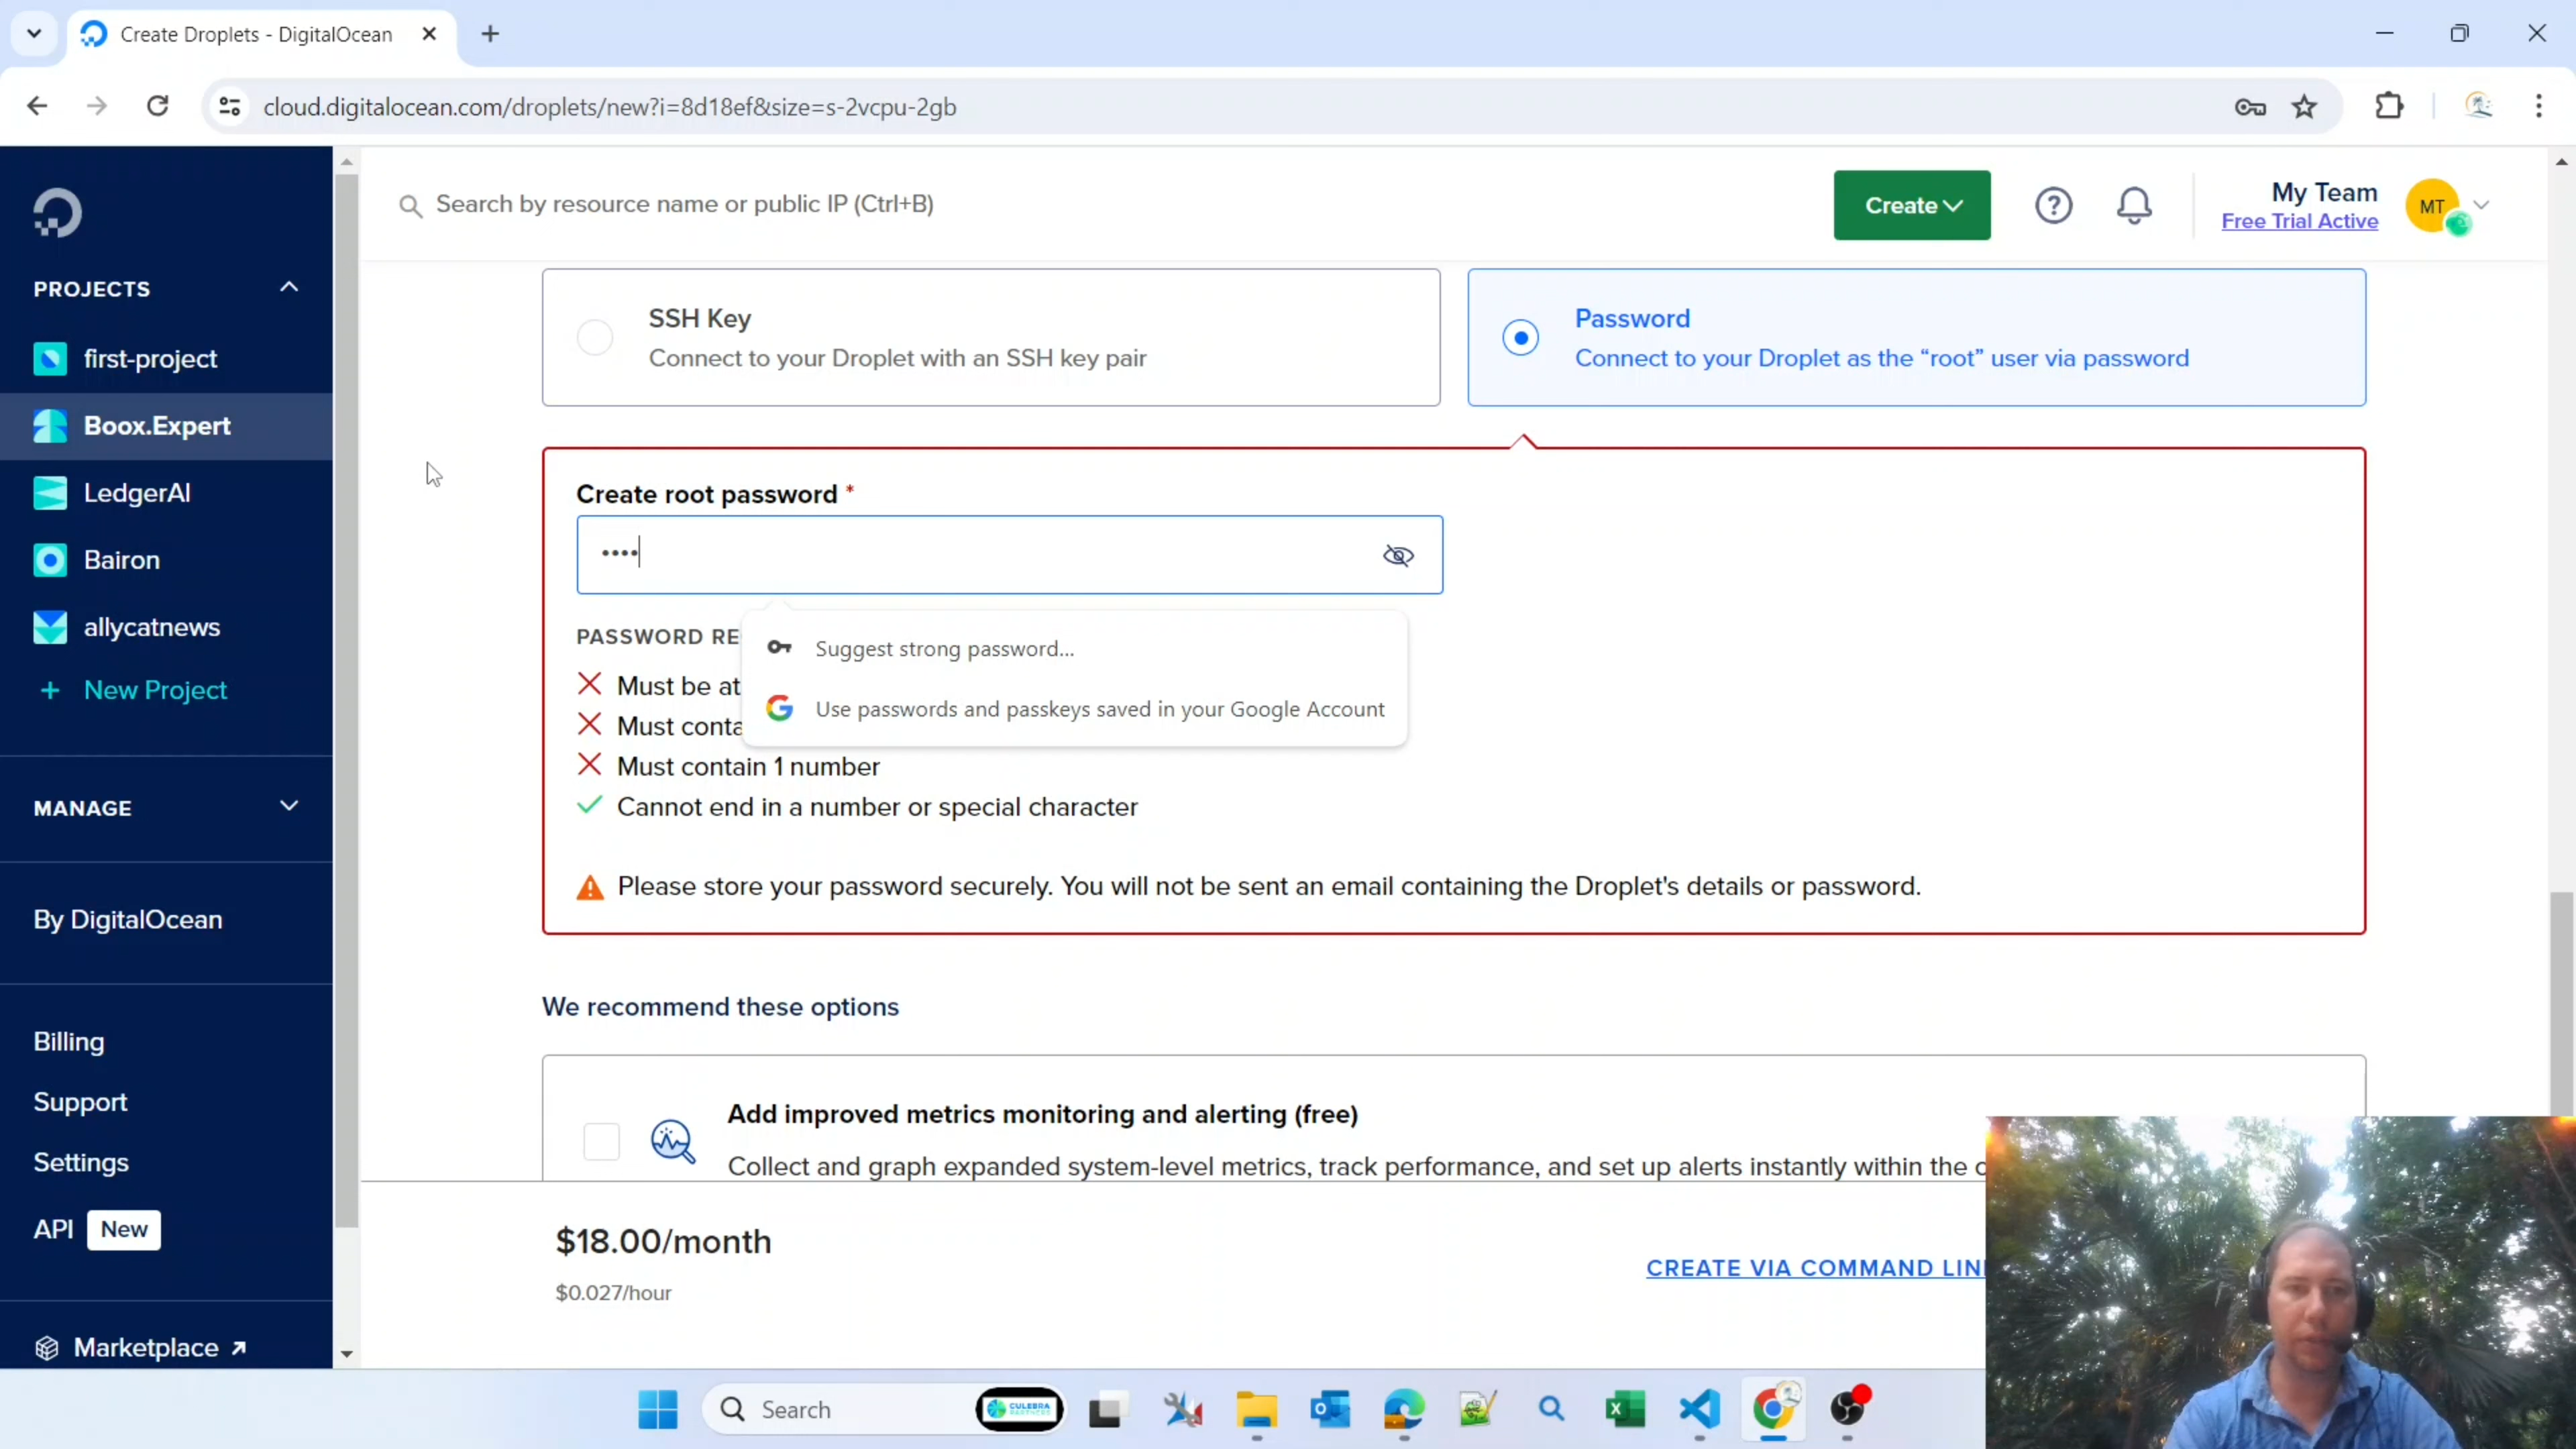 Create Droplets - DigitalOcean
cloud.digitalocean.com/droplets/new?i=8d18ef&size=s-2vcpu-2gb
Search by resource name or public IP (Ctrl+B)
Create
My Team
Free Trial Active
MT
PROJECTS
first-project
Boox.Expert
LedgerAI
Bairon
allycatnews
+ New Project
MANAGE
By DigitalOcean
Billing
Support
Settings
API New
Marketplace
SSH Key
Connect to your Droplet with an SSH key pair
Password
Connect to your Droplet as the “root” user via password
Create root password *
••••
PASSWORD RE
Suggest strong password...
Use passwords and passkeys saved in your Google Account
Must be at
Must conta
Must contain 1 number
Cannot end in a number or special character
Please store your password securely. You will not be sent an email containing the Droplet's details or password.
We recommend these options
Add improved metrics monitoring and alerting (free)
Collect and graph expanded system-level metrics, track performance, and set up alerts instantly within the c
$18.00/month
$0.027/hour
CREATE VIA COMMAND LIN
Search
CULEBRA
PARTNERS